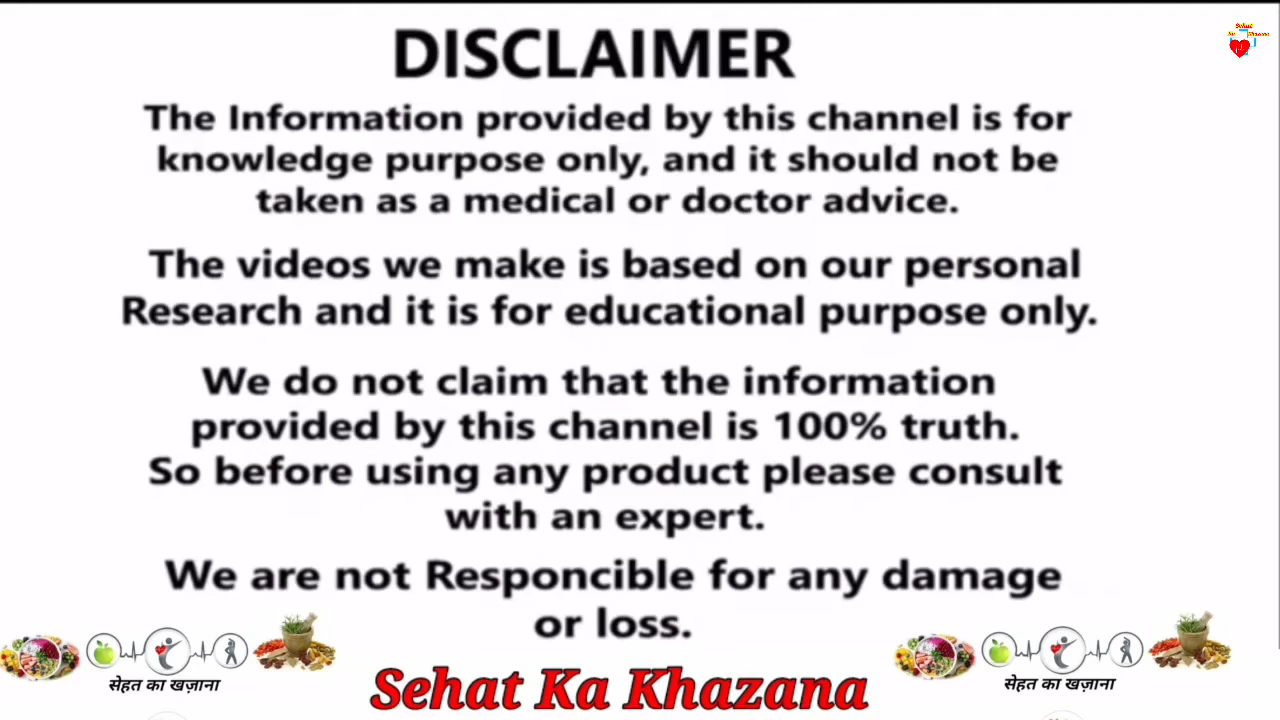 DISCLAIMER
Sehat
Ka Khazana
The Information provided by this channel is for
knowledge purpose only, and it should not be
taken as a medical or doctor advice.
The videos we make is based on our personal
Research and it is for educational purpose only.
We do not claim that the information
provided by this channel is 100% truth.
So before using any product please consult
with an expert.
We are not Responcible for any damage
or loss.
सेहत का खज़ाना
सेहत का खज़ाना
Sehat Ka Khazana